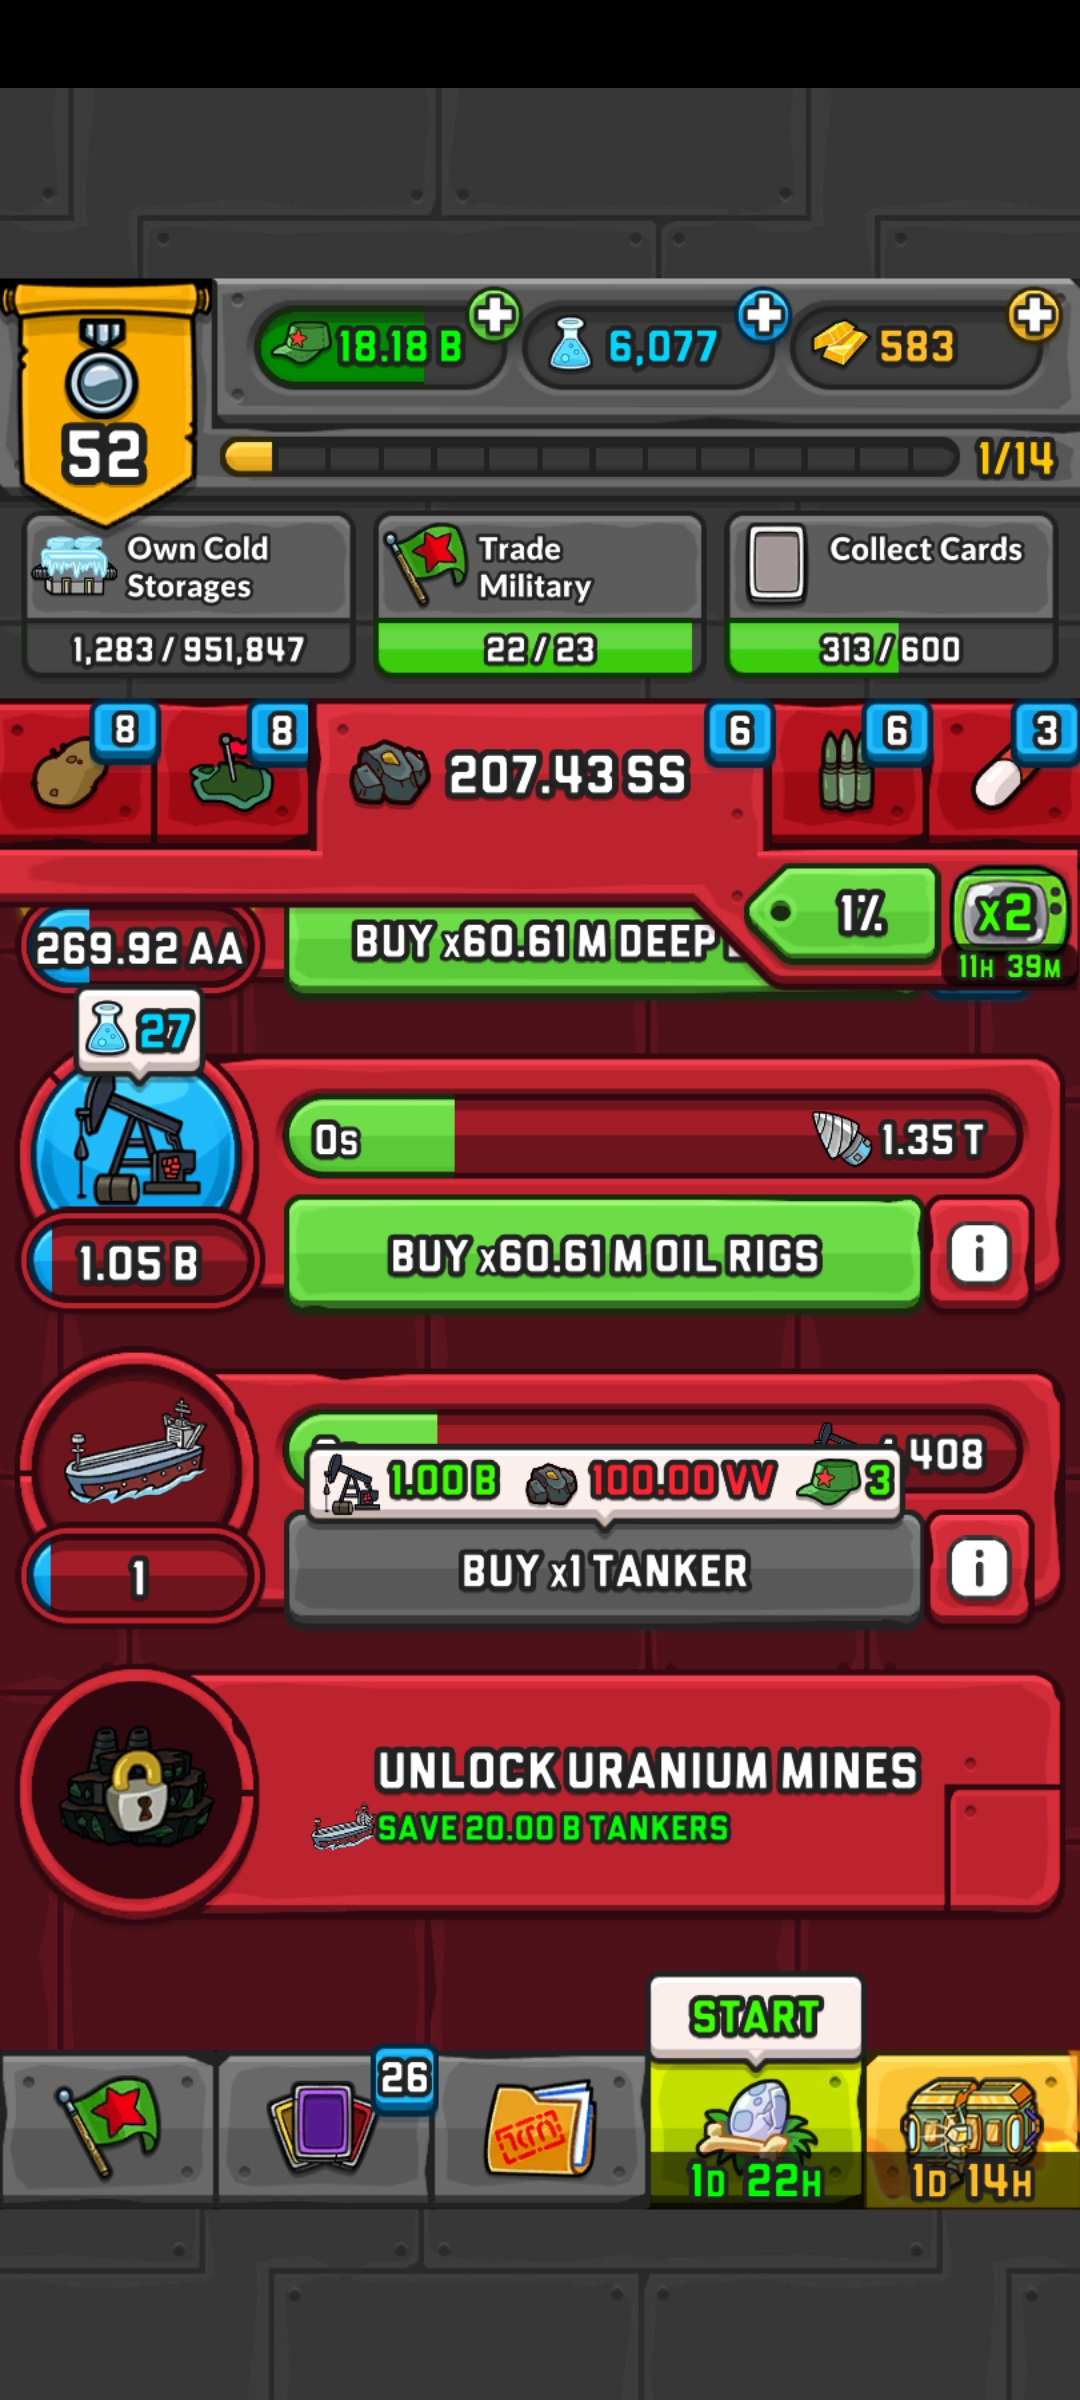 18.18 B
6,077
583
52
1/14
Own Cold
Storages
Trade
Military
Collect Cards
1,283 / 951,847
22 / 23
313 / 600
8
8
207.43 SS
6
6
3
1%
x2
11H 39M
269.92 AA
BUY x60.61 M DEEP
27
0s
1.35 T
1.05 B
BUY x60.61 M OIL RIGS
i
408
1.00 B
100.00 VV
3
1
BUY x1 TANKER
i
UNLOCK URANIUM MINES
SAVE 20.00 B TANKERS
START
26
1D 22H
1D 14H